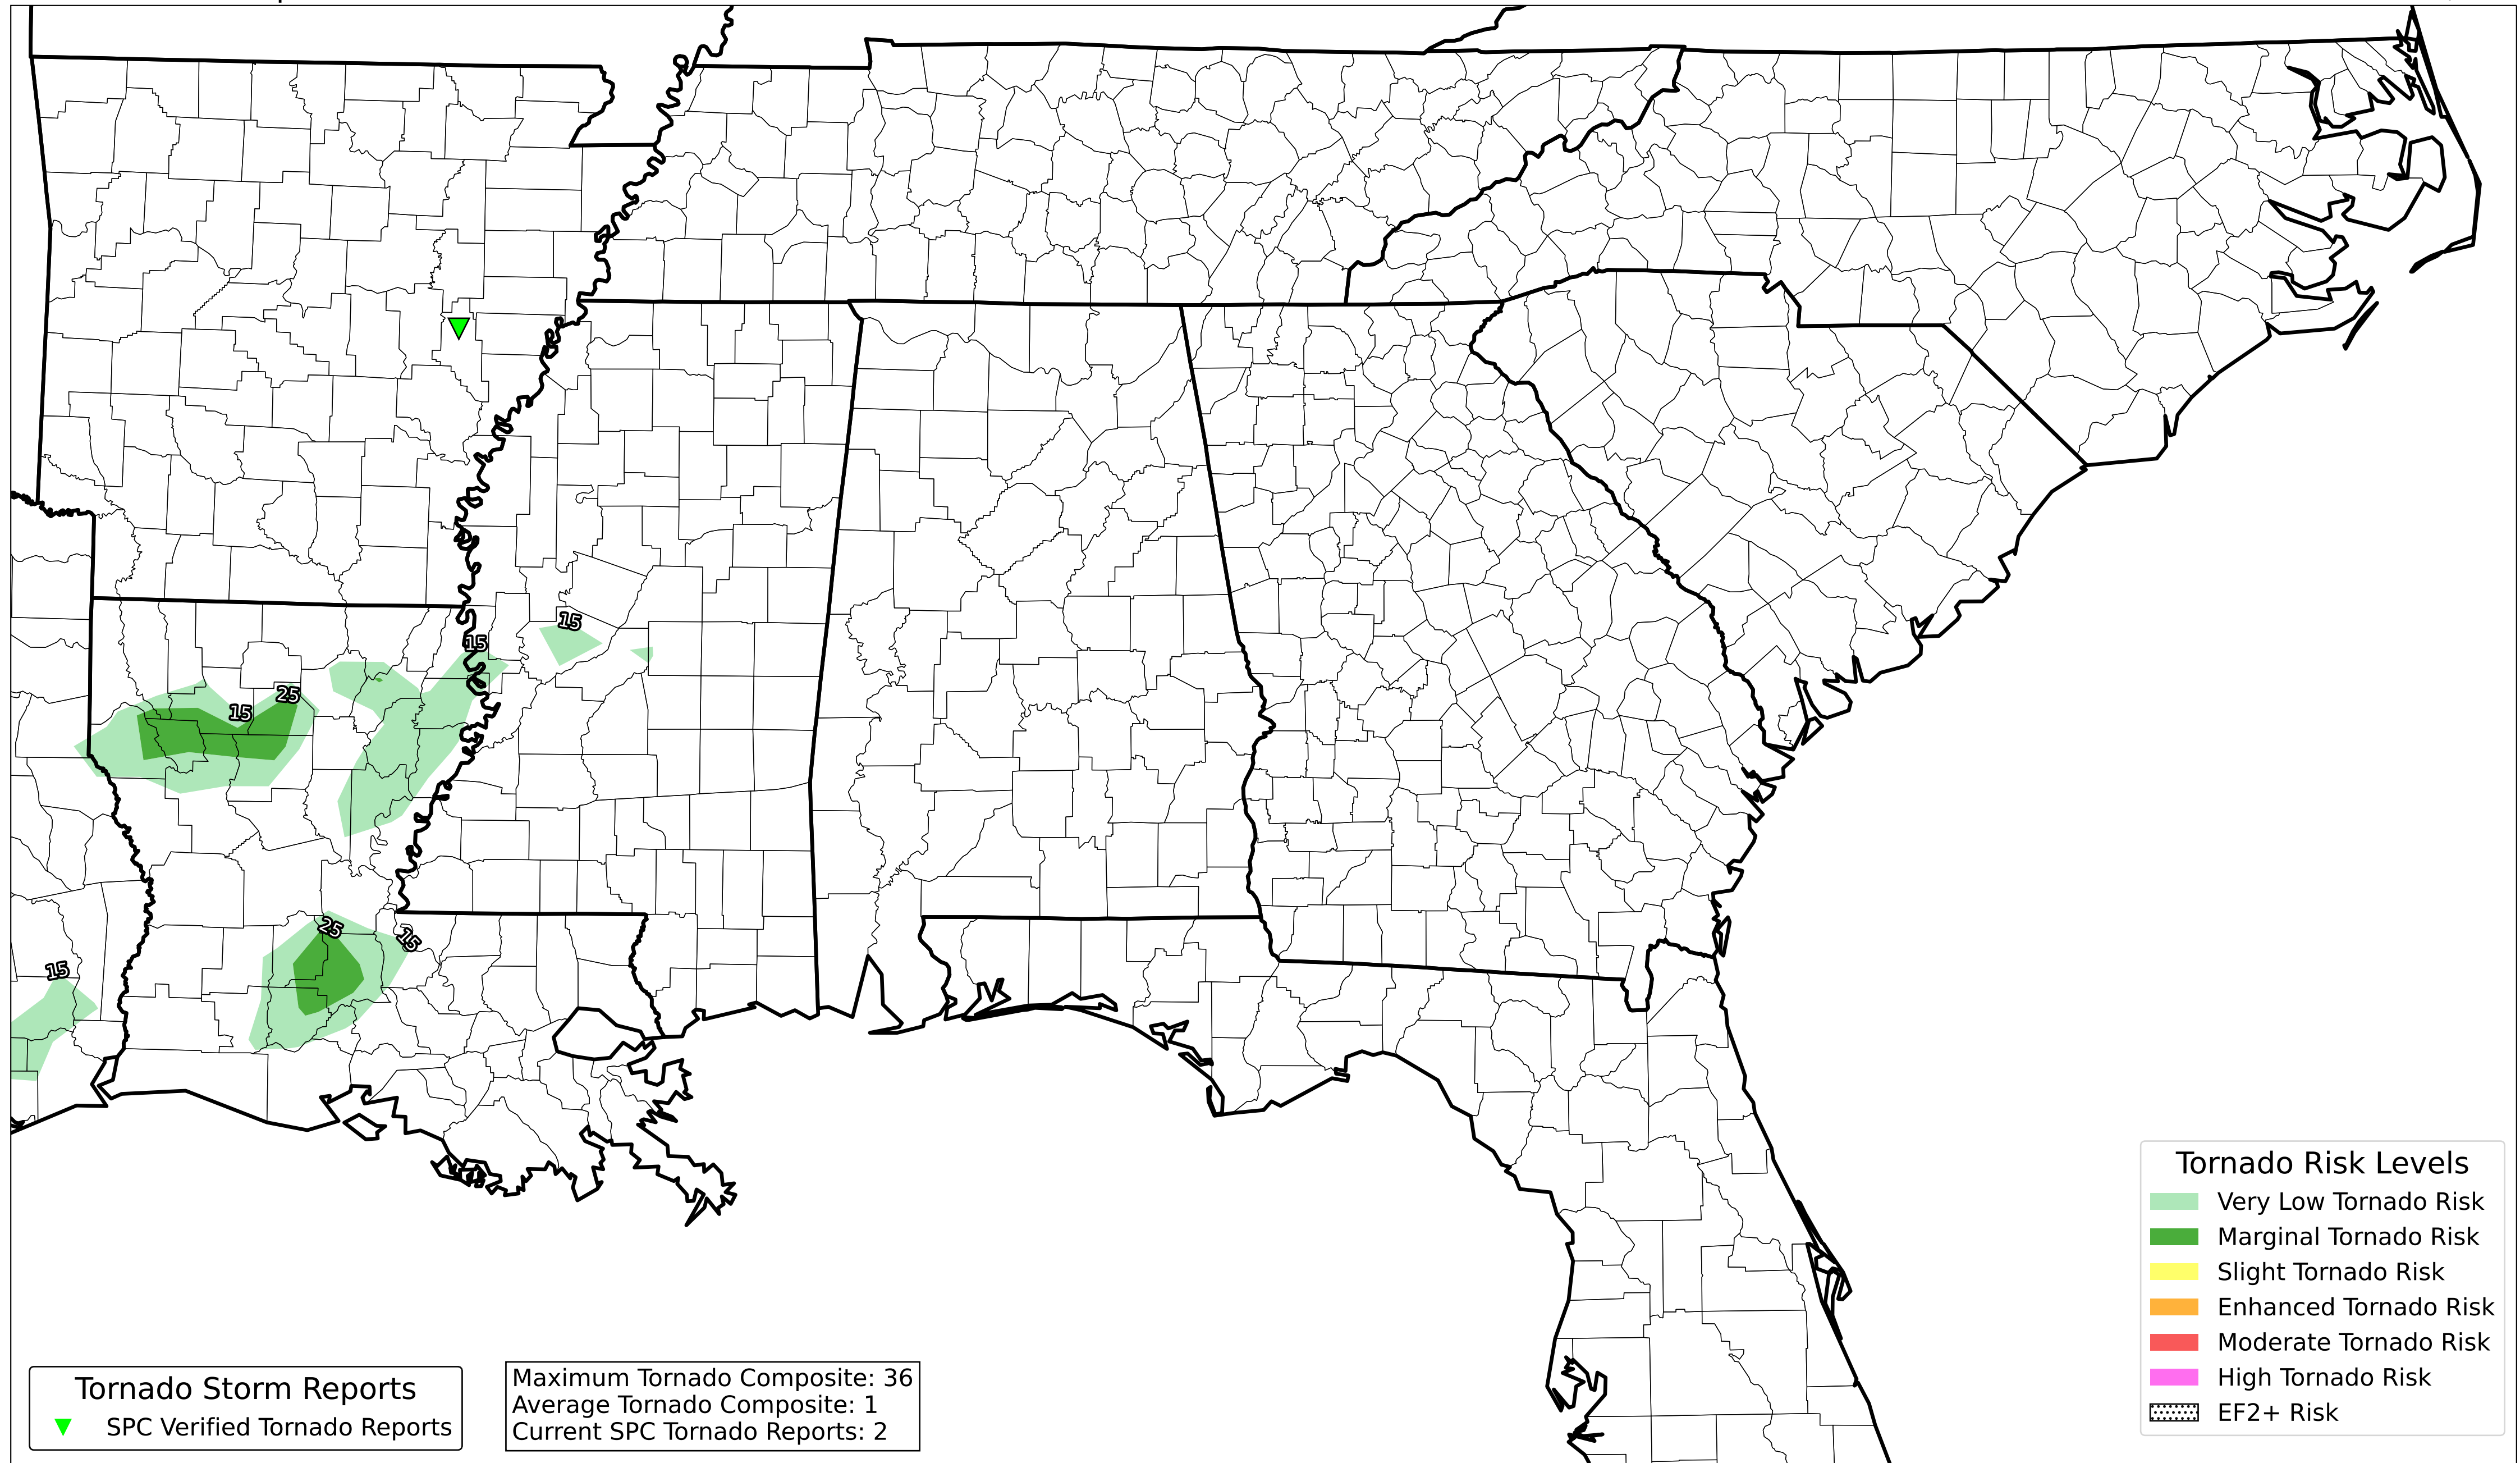 15
15
25
15
25
15
15
Tornado Risk Levels
Very Low Tornado Risk
Marginal Tornado Risk
Slight Tornado Risk
Enhanced Tornado Risk
Moderate Tornado Risk
High Tornado Risk
EF2+ Risk
Tornado Storm Reports
SPC Verified Tornado Reports
Maximum Tornado Composite: 36
Average Tornado Composite: 1
Current SPC Tornado Reports: 2